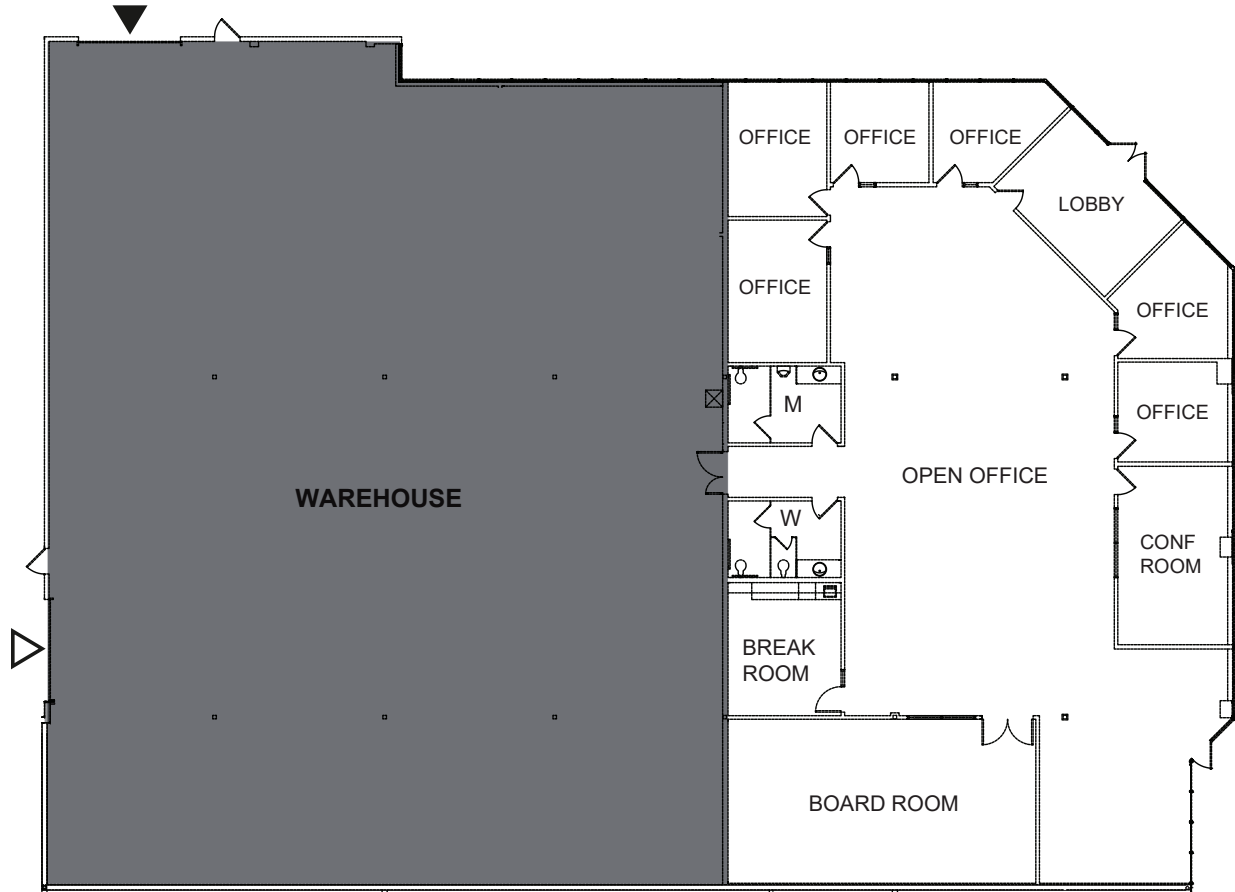 OFFICE
OFFICE
OFFICE
LOBBY
OFFICE
OFFICE
M
OFFICE
OPEN OFFICE
WAREHOUSE
W
CONF
ROOM
BREAK
ROOM
BOARD ROOM